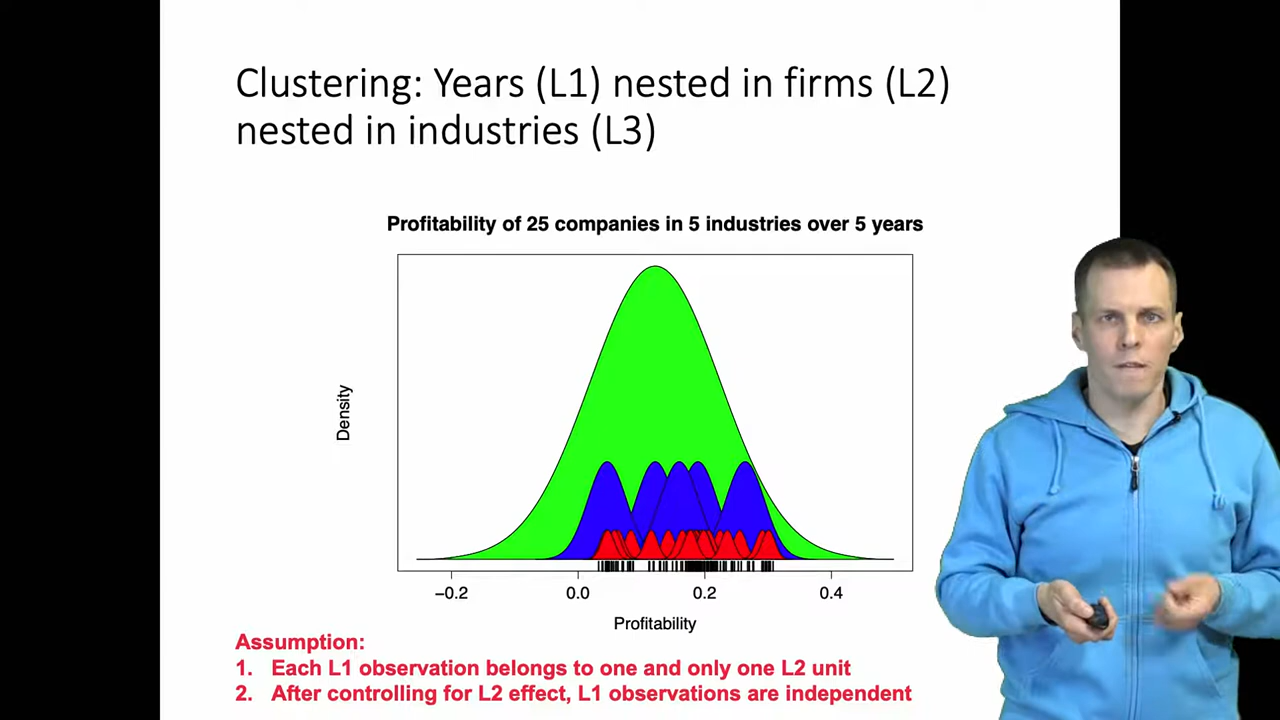 Clustering: Years (L1) nested in firms (L2)
nested in industries (L3)
Profitability of 25 companies in 5 industries over 5 years
Density
−0.2 0.0 0.2 0.4
Profitability
Assumption:
1. Each L1 observation belongs to one and only one L2 unit
2. After controlling for L2 effect, L1 observations are independent